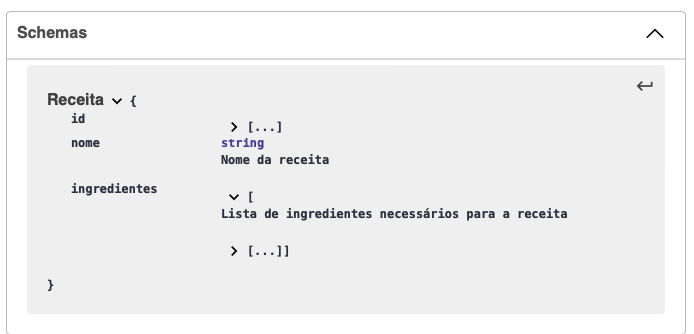 Schemas
Receita {
id [...]
nome string
Nome da receita
ingredientes [
Lista de ingredientes necessários para a receita
[...]]
}